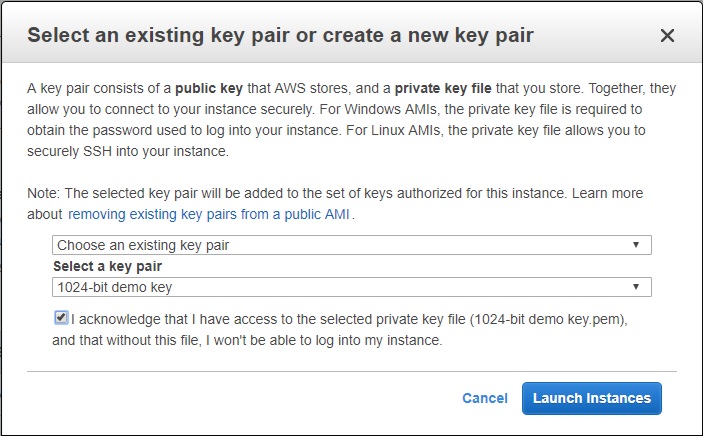 Select an existing key pair or create a new key pair
A key pair consists of a public key that AWS stores, and a private key file that you store. Together, they
allow you to connect to your instance securely. For Windows AMIs, the private key file is required to
obtain the password used to log into your instance. For Linux AMIs, the private key file allows you to
securely SSH into your instance.
Note: The selected key pair will be added to the set of keys authorized for this instance. Learn more
about removing existing key pairs from a public AMI.
Choose an existing key pair
Select a key pair
1024-bit demo key
I acknowledge that I have access to the selected private key file (1024-bit demo key.pem),
and that without this file, I won't be able to log into my instance.
Cancel Launch Instances